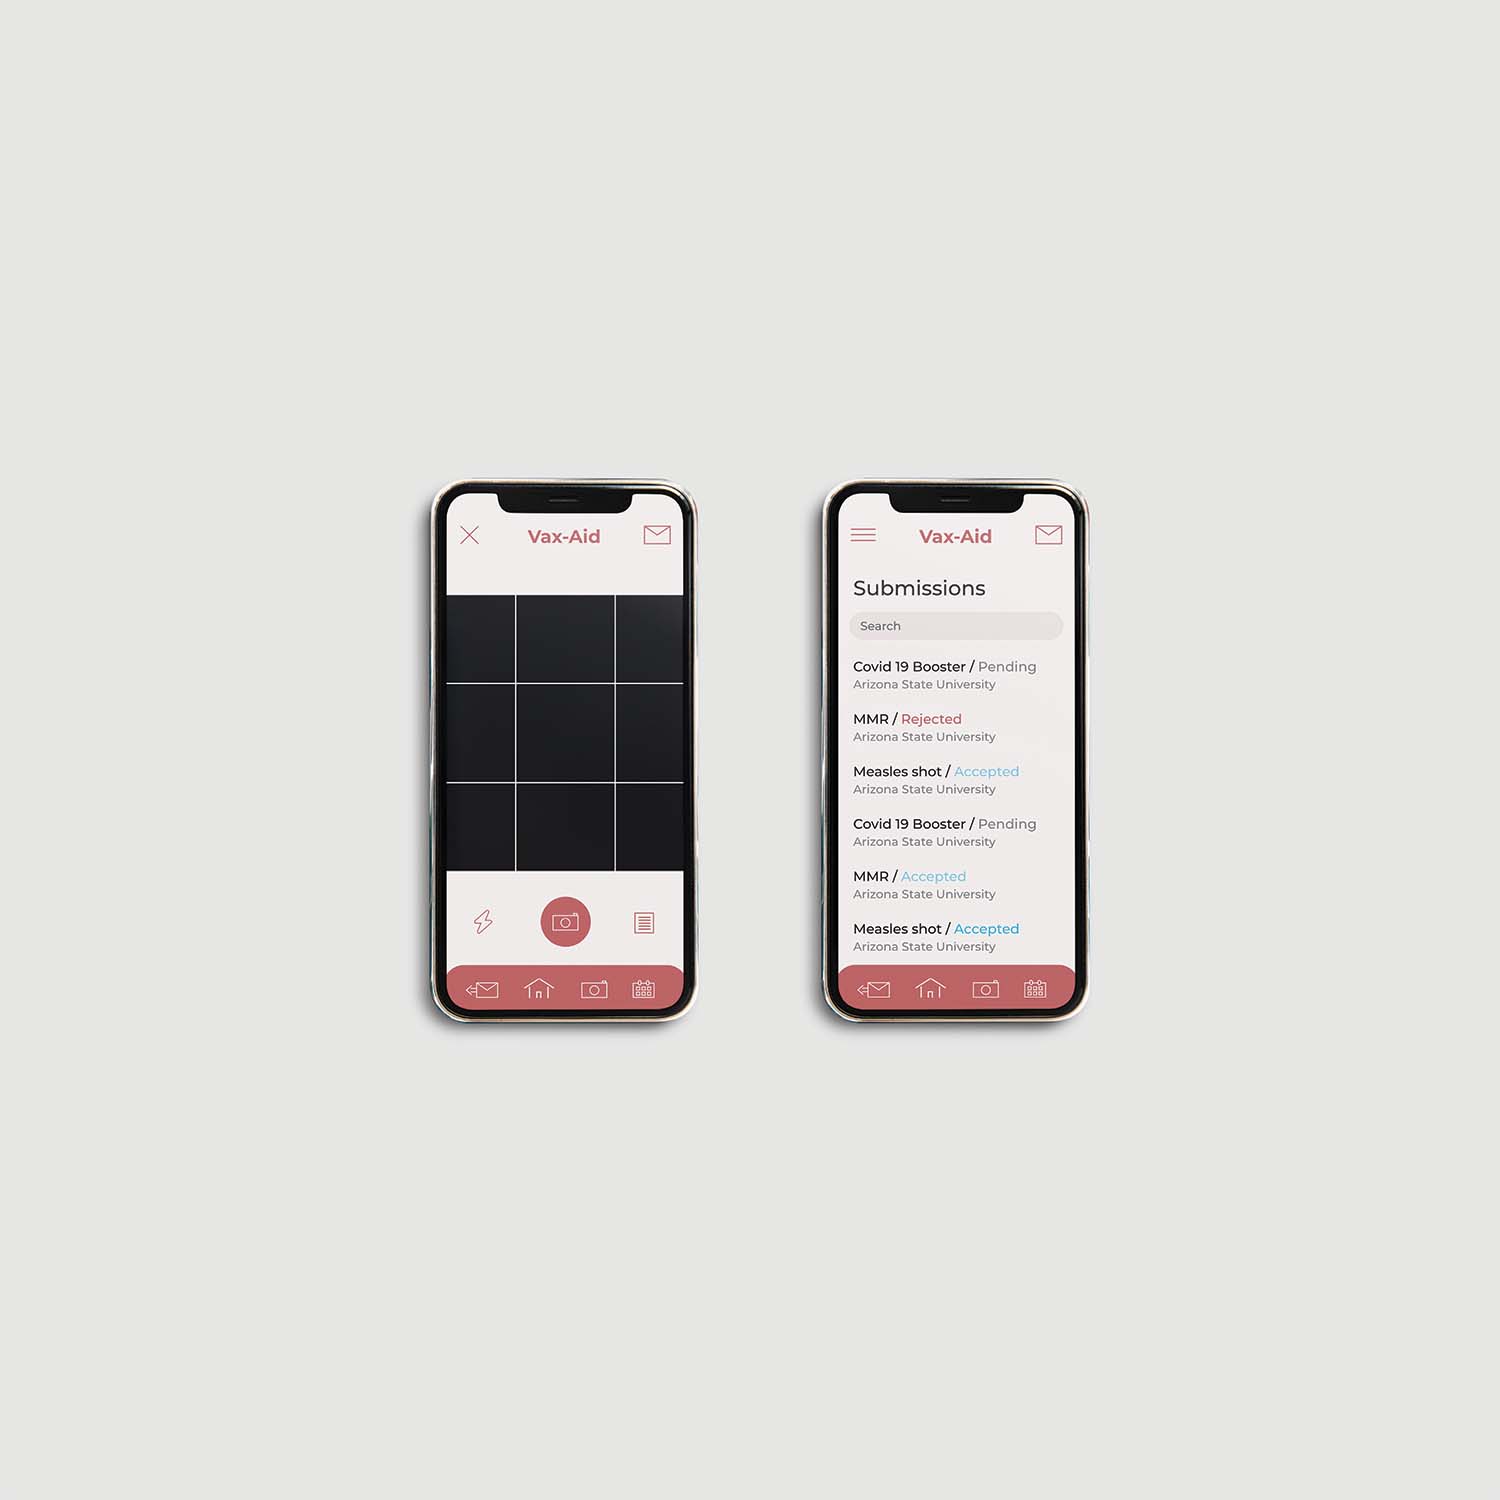 Vax-Aid
Vax-Aid
Submissions
Search
Covid 19 Booster / Pending
Arizona State University
MMR / Rejected
Arizona State University
Measles shot / Accepted
Arizona State University
Covid 19 Booster / Pending
Arizona State University
MMR / Accepted
Arizona State University
Measles shot / Accepted
Arizona State University